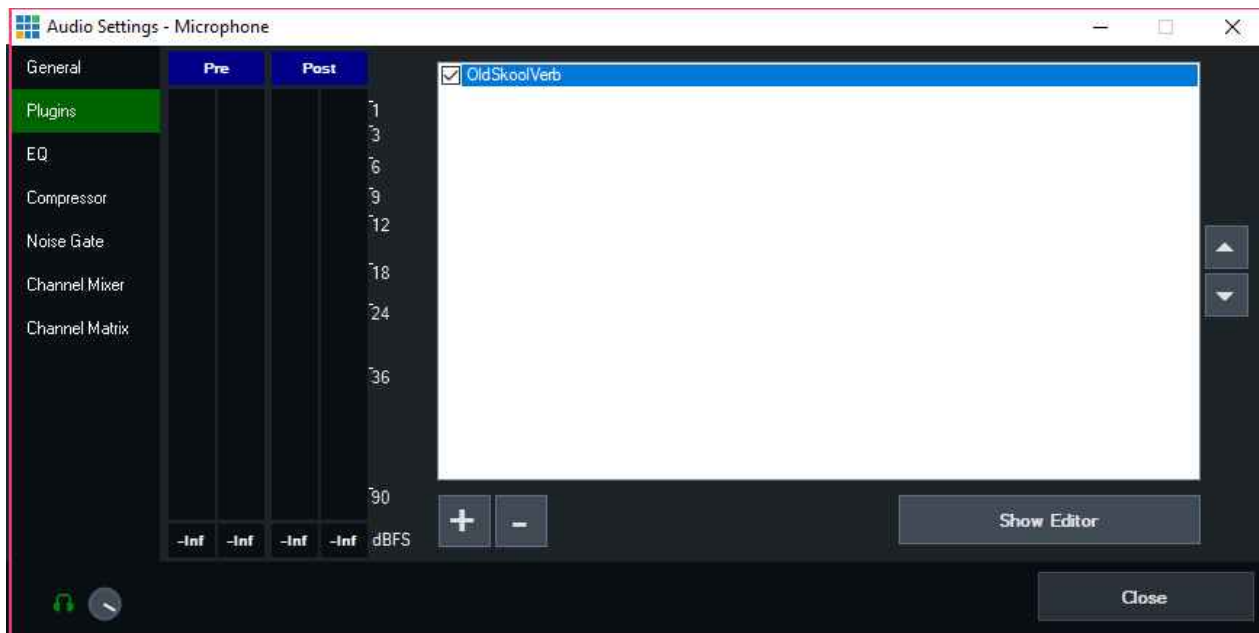 Audio Settings - Microphone
General
Plugins
EQ
Compressor
Noise Gate
Channel Mixer
Channel Matrix
Pre Post
1
3
6
9
12
18
24
36
90
-Inf -Inf -Inf -Inf dBFS
OldSkoolVerb
+ -
Show Editor
Close